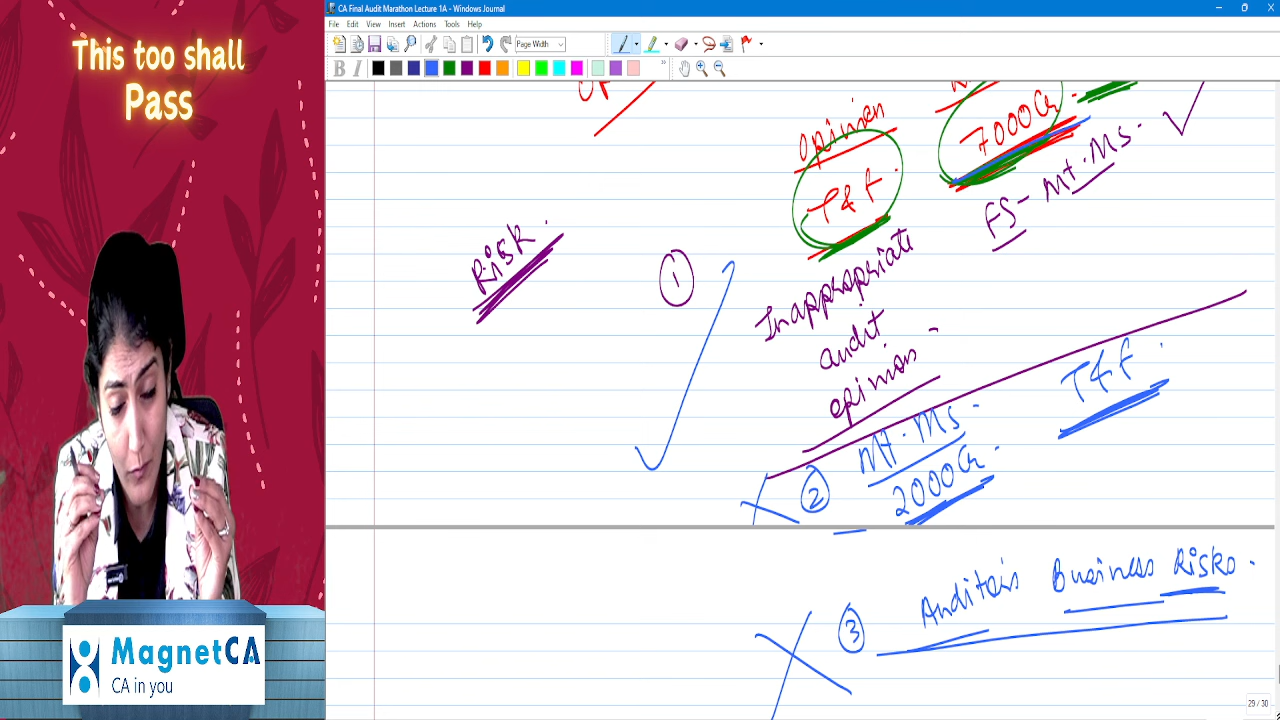 This too shall
Pass
MagnetCA
CA in you
CA Final Audit Marathon Lecture 1A - Windows Journal
File Edit View Insert Actions Tools Help
Page Width
B I
Opinion
T&F.
7000Cr.
FS- Mt. Ms.
Risk.
1
Inappropriate
audit
opinion
2 Mt. Ms.
2000Cr.
T&F.
3 Auditor's Business Risks.
29 / 30